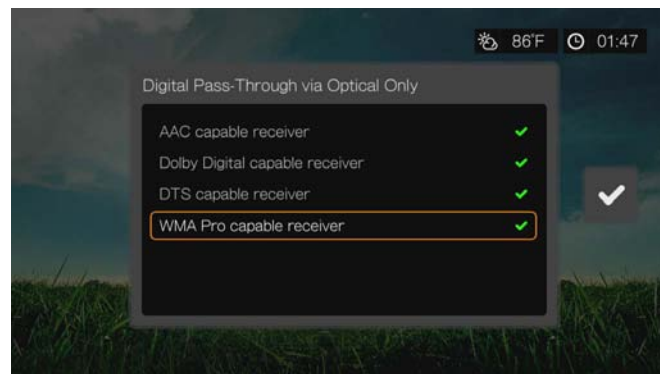 86°F 01:47
Digital Pass-Through via Optical Only
AAC capable receiver
Dolby Digital capable receiver
DTS capable receiver
WMA Pro capable receiver